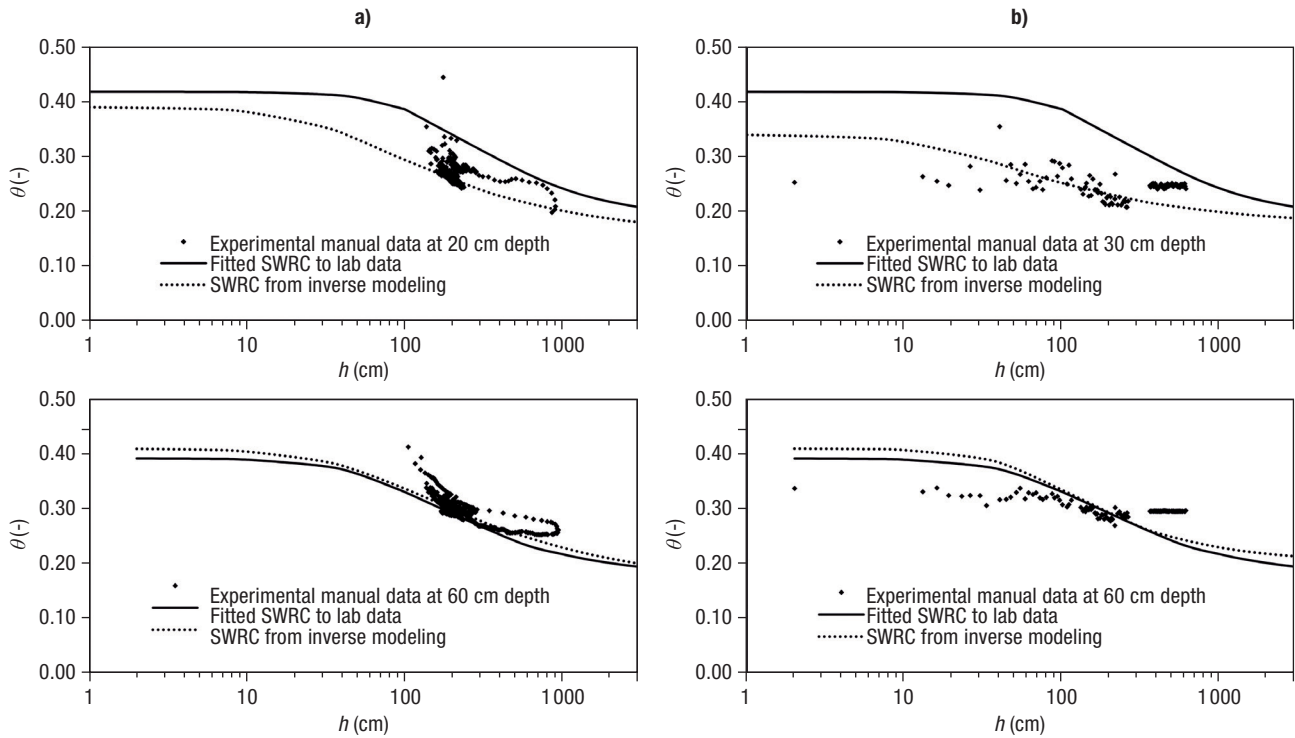 a)
0.50
0.40
0.30
0.20
0.10
0.00
θ (-)
Experimental manual data at 20 cm depth
Fitted SWRC to lab data
SWRC from inverse modeling
1
10
100
1000
h (cm)
b)
0.50
0.40
0.30
0.20
0.10
0.00
θ (-)
Experimental manual data at 30 cm depth
Fitted SWRC to lab data
SWRC from inverse modeling
1
10
100
1000
h (cm)
0.50
0.40
0.30
0.20
0.10
0.00
θ (-)
Experimental manual data at 60 cm depth
Fitted SWRC to lab data
SWRC from inverse modeling
1
10
100
1000
h (cm)
0.50
0.40
0.30
0.20
0.10
0.00
θ (-)
Experimental manual data at 60 cm depth
Fitted SWRC to lab data
SWRC from inverse modeling
1
10
100
1000
h (cm)